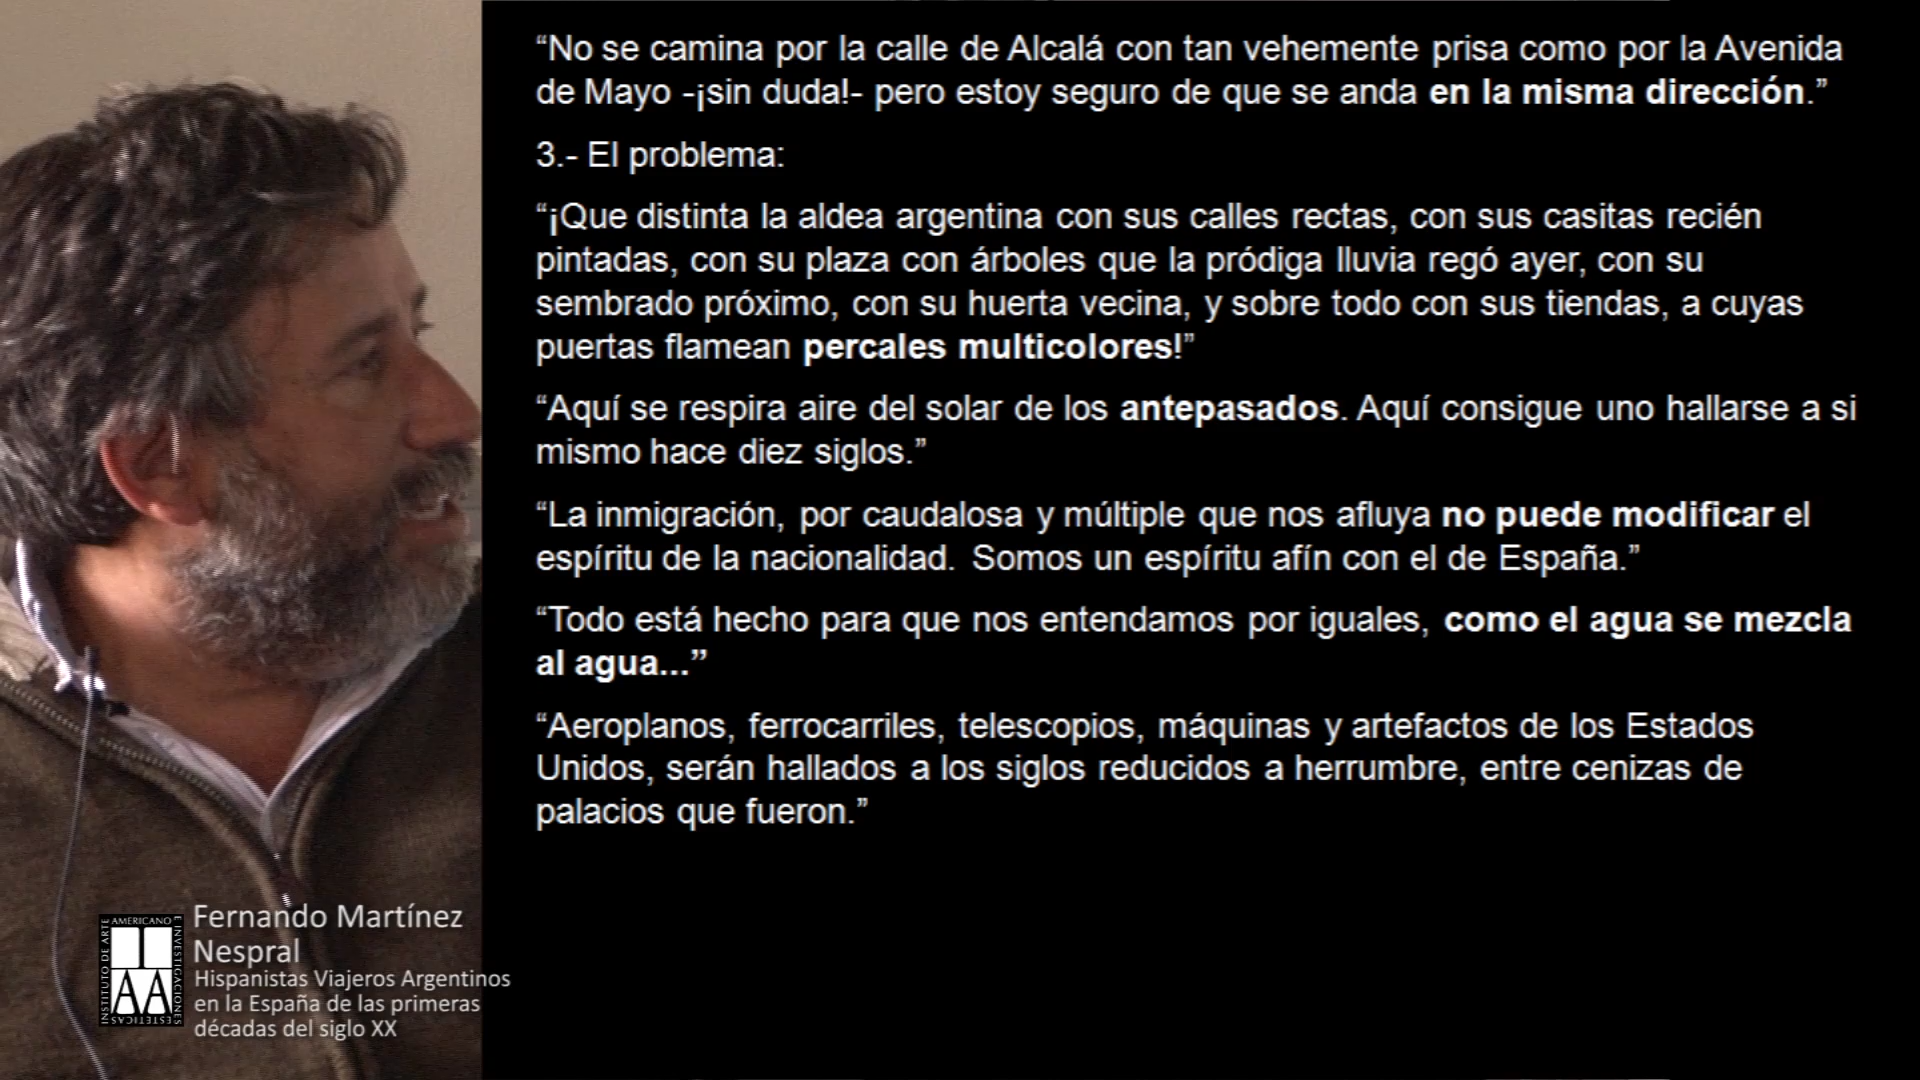 “No se camina por la calle de Alcalá con tan vehemente prisa como por la Avenida
de Mayo -¡sin duda!- pero estoy seguro de que se anda en la misma dirección.”
3.- El problema:
“¡Que distinta la aldea argentina con sus calles rectas, con sus casitas recién
pintadas, con su plaza con árboles que la pródiga lluvia regó ayer, con su
sembrado próximo, con su huerta vecina, y sobre todo con sus tiendas, a cuyas
puertas flamean percales multicolores!”
“Aquí se respira aire del solar de los antepasados. Aquí consigue uno hallarse a si
mismo hace diez siglos.”
“La inmigración, por caudalosa y múltiple que nos afluya no puede modificar el
espíritu de la nacionalidad. Somos un espíritu afín con el de España.”
“Todo está hecho para que nos entendamos por iguales, como el agua se mezcla
al agua...”
“Aeroplanos, ferrocarriles, telescopios, máquinas y artefactos de los Estados
Unidos, serán hallados a los siglos reducidos a herrumbre, entre cenizas de
palacios que fueron.”
INSTITUTO DE ARTE
AMERICANO
E INVESTIGACIONES
ESTETICAS
IAA
Fernando Martínez
Nespral
Hispanistas Viajeros Argentinos
en la España de las primeras
décadas del siglo XX